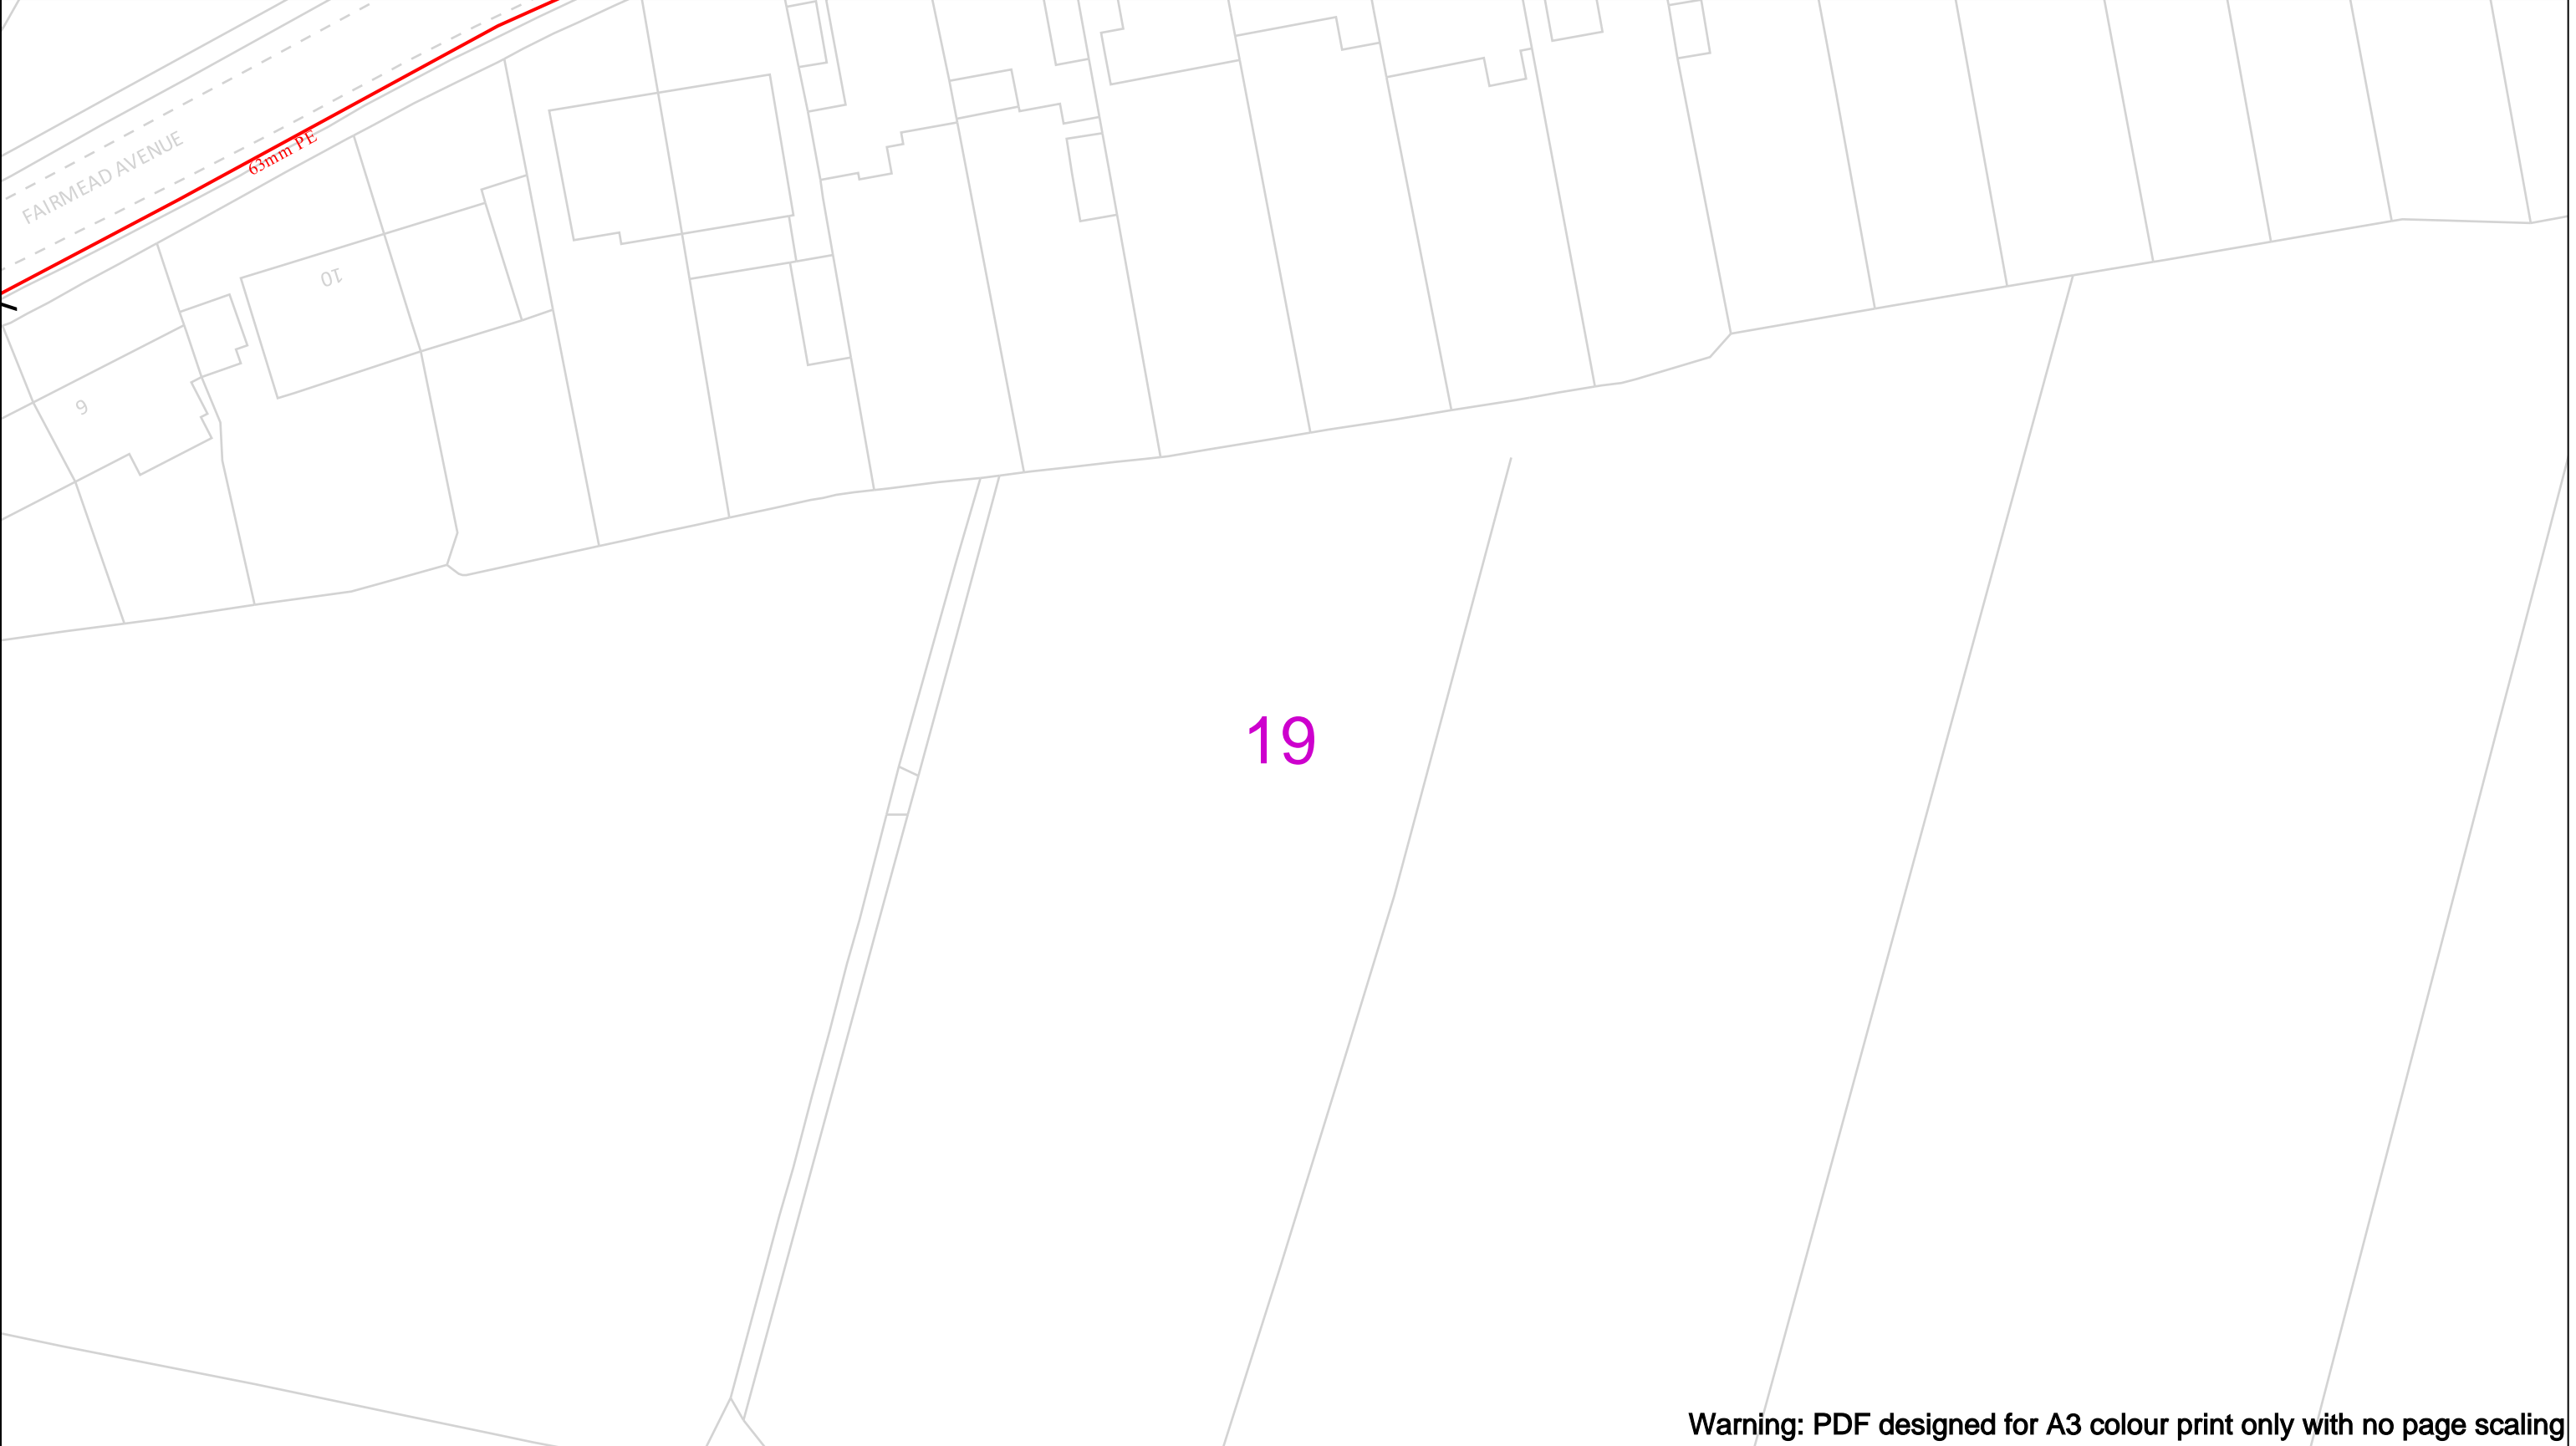 FAIRMEAD AVENUE
63mm PE
10
9
19
Warning: PDF designed for A3 colour print only with no page scaling